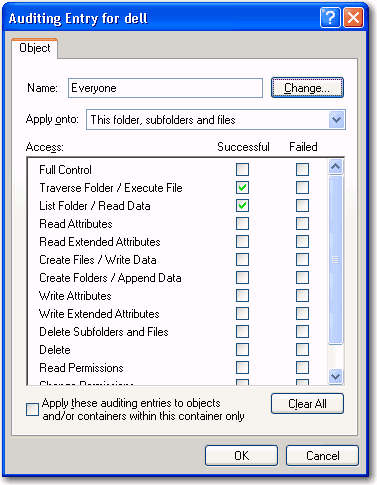 Auditing Entry for dell
Object
Name: Everyone Change...
Apply onto: This folder, subfolders and files
Access: Successful Failed
Full Control
Traverse Folder / Execute File
List Folder / Read Data
Read Attributes
Read Extended Attributes
Create Files / Write Data
Create Folders / Append Data
Write Attributes
Write Extended Attributes
Delete Subfolders and Files
Delete
Read Permissions
Change Permissions
Apply these auditing entries to objects Clear All
and/or containers within this container only
OK Cancel